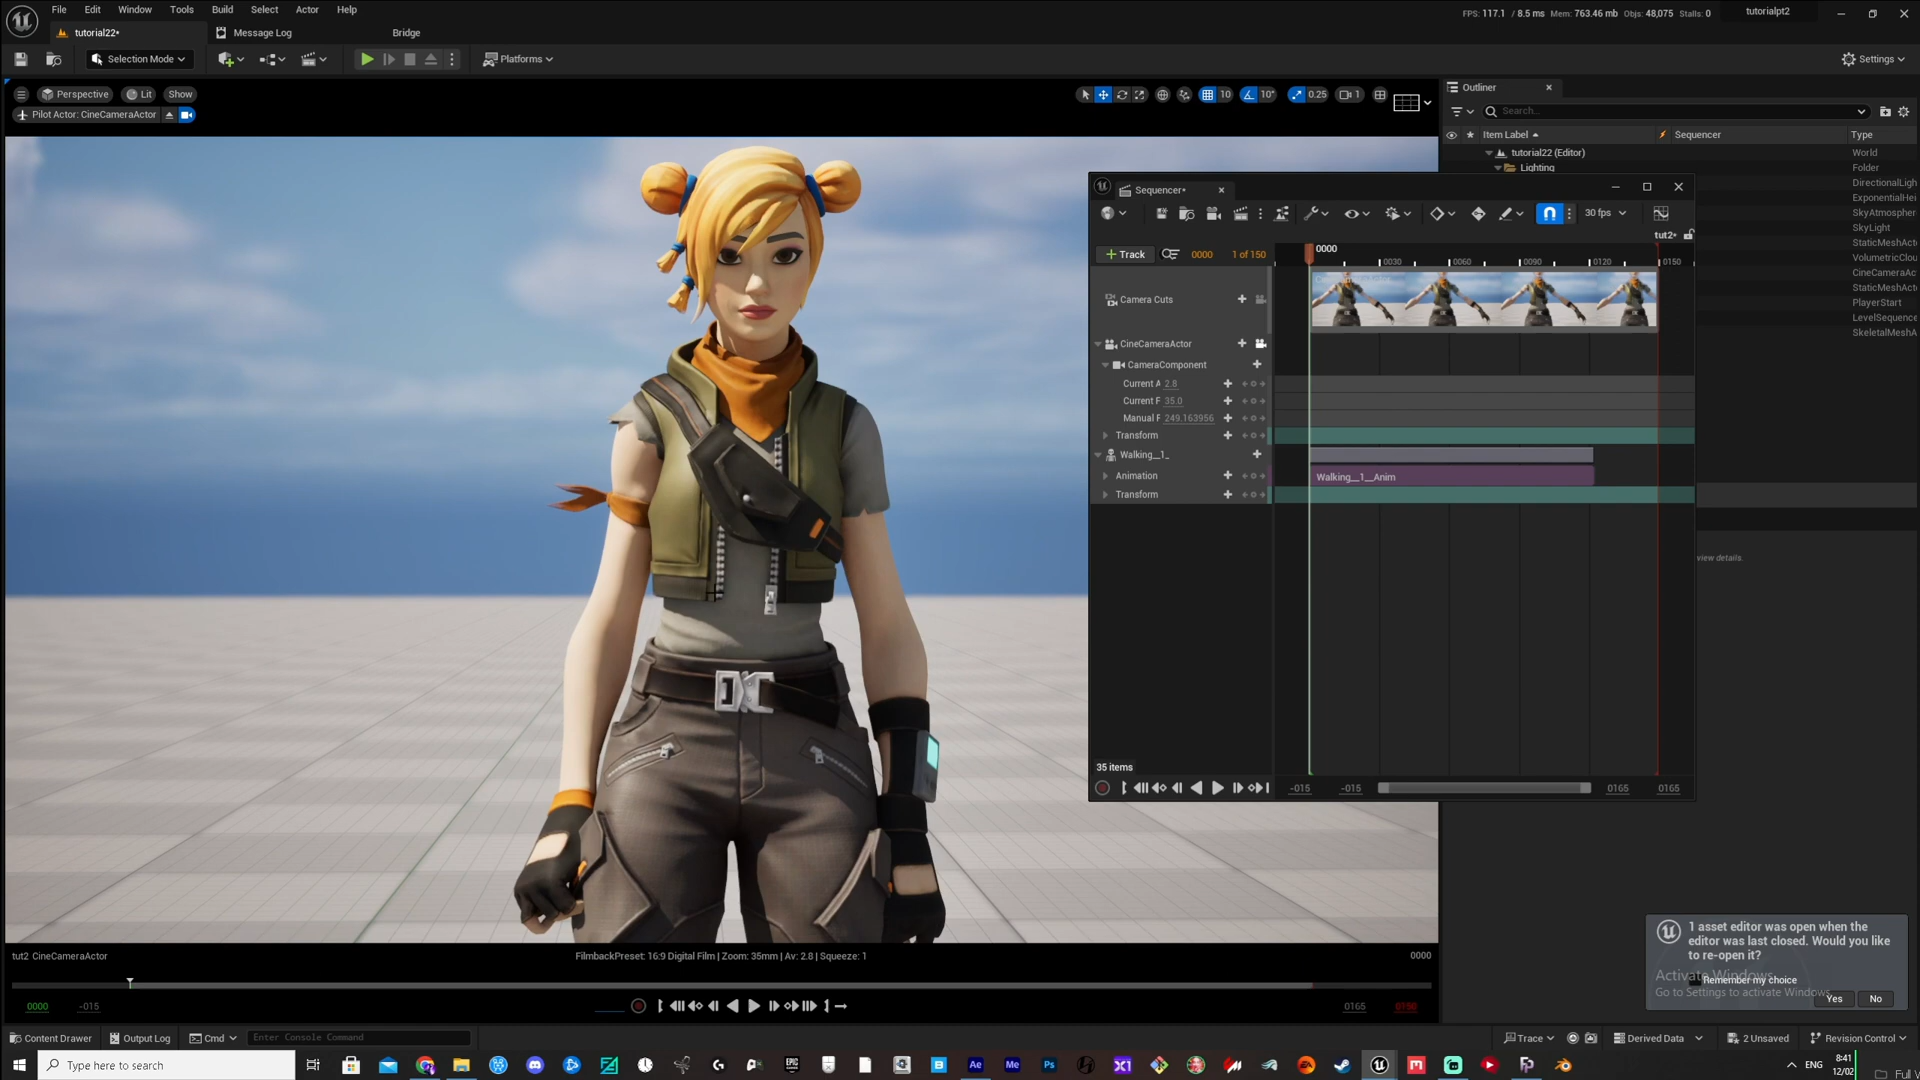 File Edit Window Tools Build Select Actor Help
FPS: 117.1 / 8.5 ms Mem: 763.46 mb Objs: 48,075 Stalls: 0
tutorialpt2
tutorial22*
Message Log
Bridge
Selection Mode
Platforms
Settings
Perspective
Lit
Show
10
10°
0.25
1
Pilot Actor: CineCameraActor
Outliner
Search...
Item Label
Sequencer
Type
tutorial22 (Editor)
World
Lighting
Folder
DirectionalLigh
ExponentialHei
SkyAtmospher
SkyLight
StaticMeshAct
VolumetricClou
CineCameraAc
StaticMeshAct
PlayerStart
LevelSequence
SkeletalMeshA
view details.
Sequencer*
30 fps
tut2*
Track
0000
1 of 150
0000
0030
0060
0090
0120
0150
Camera Cuts
CineCameraActor
CameraComponent
Current A 2.8
Current F 35.0
Manual F 249.163956
Transform
Walking__1_
Animation
Walking__1__Anim
Transform
35 items
-015
-015
0165
0165
tut2 CineCameraActor
FilmbackPreset: 16:9 Digital Film | Zoom: 35mm | Av: 2.8 | Squeeze: 1
0000
0000
-015
0165
0150
1 asset editor was open when the
editor was last closed. Would you like
to re-open it?
Activate Windows
Remember my choice
Go to Settings to activate Windows.
Yes
No
Content Drawer
Output Log
Cmd
Enter Console Command
Trace
Derived Data
2 Unsaved
Revision Control
Type here to search
ENG
8:41
12/02